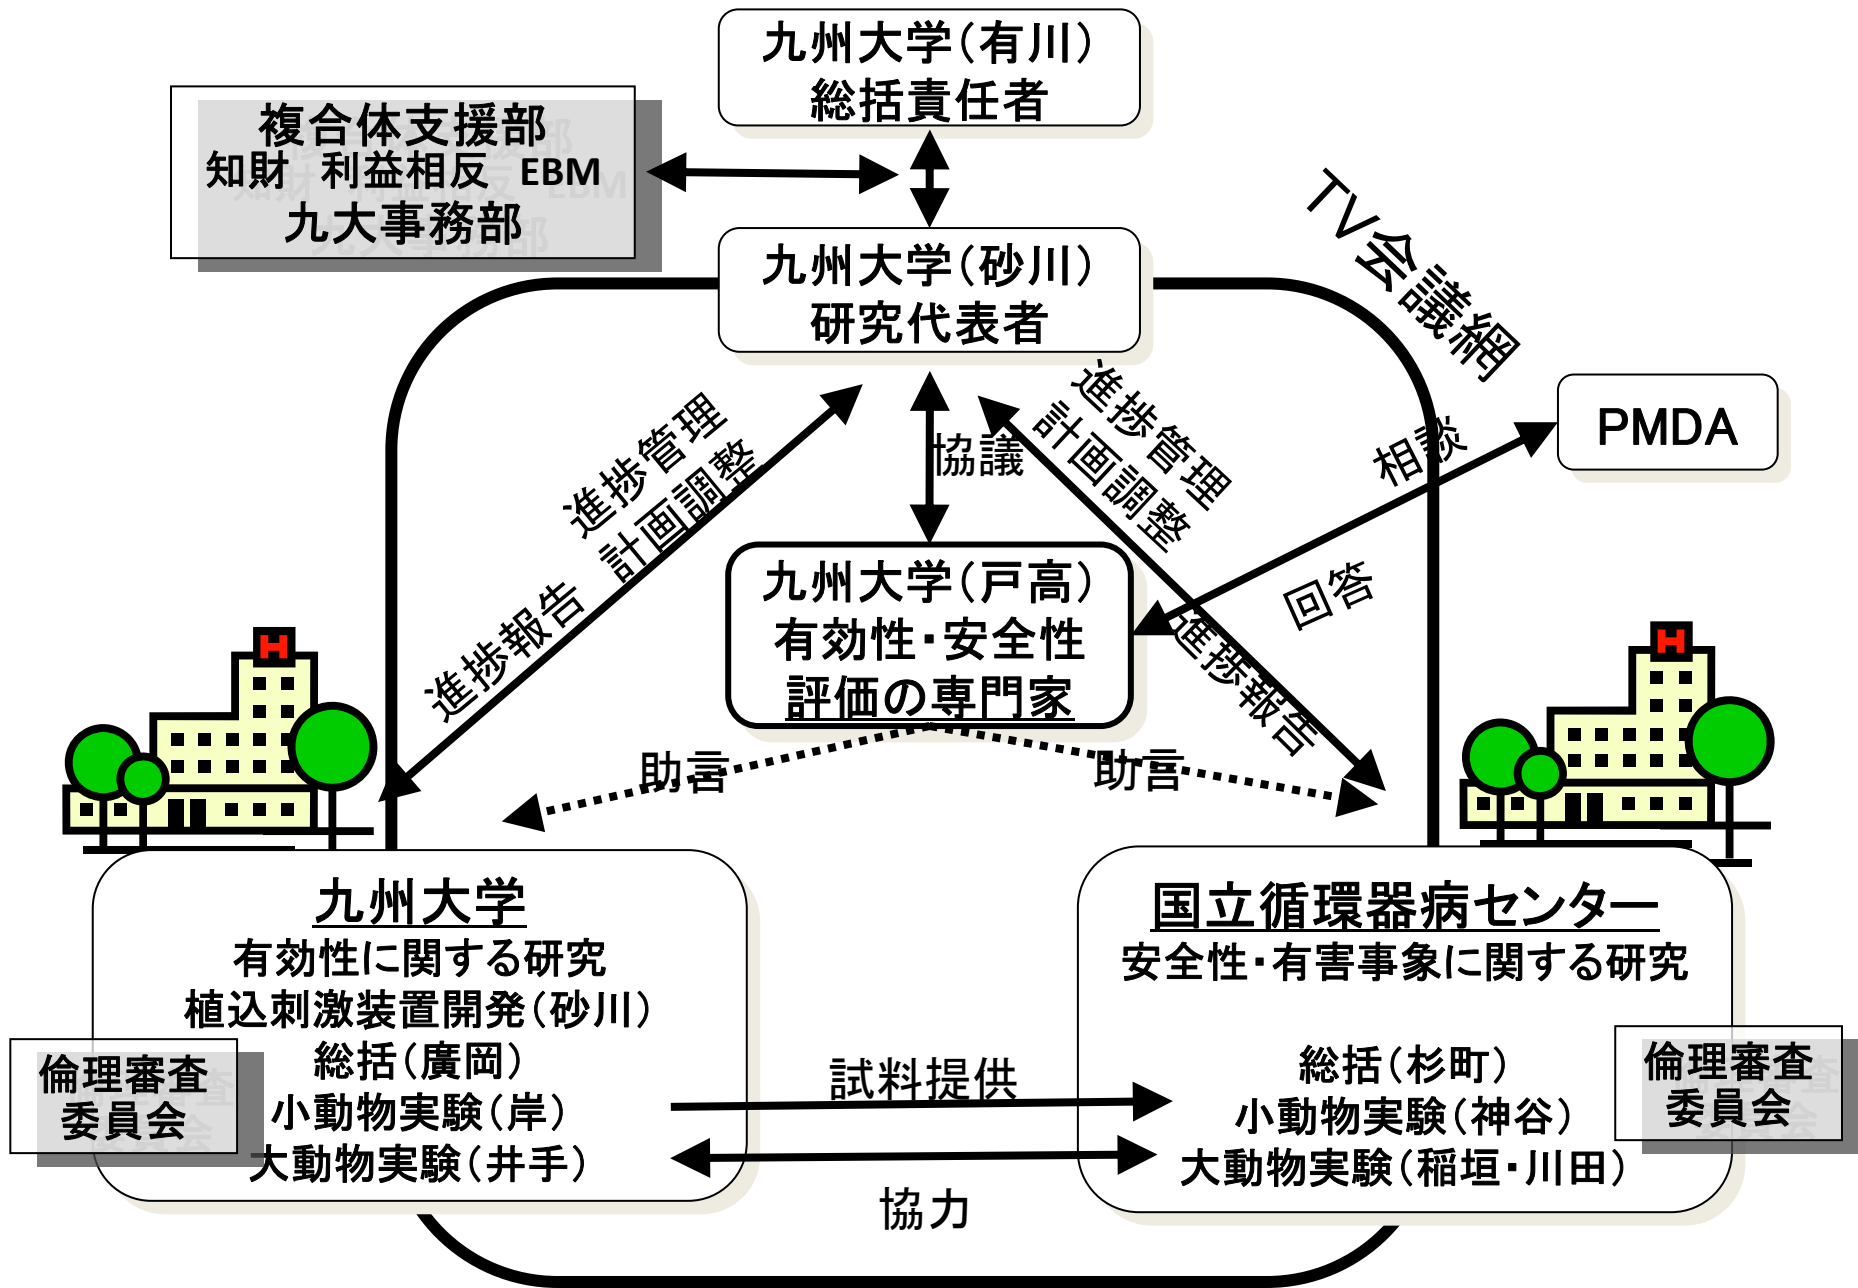 九州大学（有川）
総括責任者
複合体支援部
知財　利益相反　EBM
九大事務部
TV会議網
九州大学（砂川）
研究代表者
PMDA
進捗管理
計画調整
進捗報告
協議
進捗管理
計画調整
進捗報告
相談
回答
九州大学（戸高）
有効性・安全性
評価の専門家
助言
助言
H
H
九州大学
有効性に関する研究
植込刺激装置開発（砂川）
総括（廣岡）
小動物実験（岸）
大動物実験（井手）
倫理審査
委員会
試料提供
協力
国立循環器病センター
安全性・有害事象に関する研究
総括（杉町）
小動物実験（神谷）
大動物実験（稲垣・川田）
倫理審査
委員会